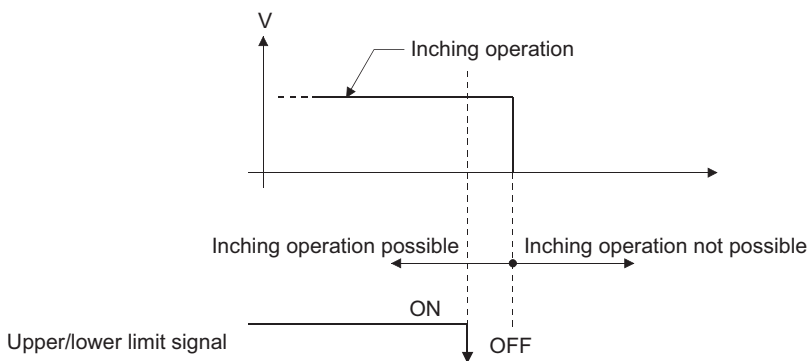 V
Inching operation
Inching operation possible
Inching operation not possible
ON
Upper/lower limit signal
OFF